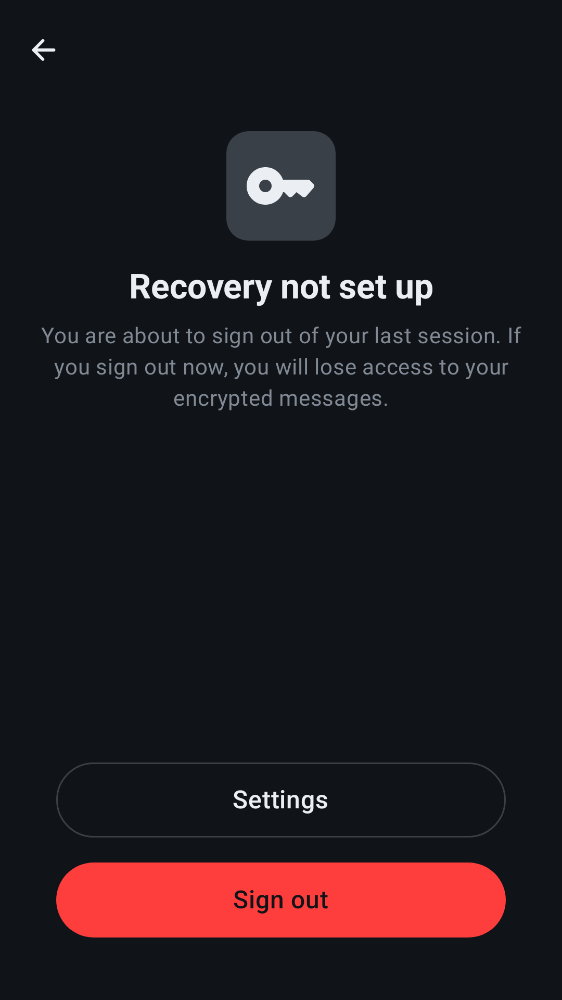 Recovery not set up
You are about to sign out of your last session. If
you sign out now, you will lose access to your
encrypted messages.
Settings
Sign out